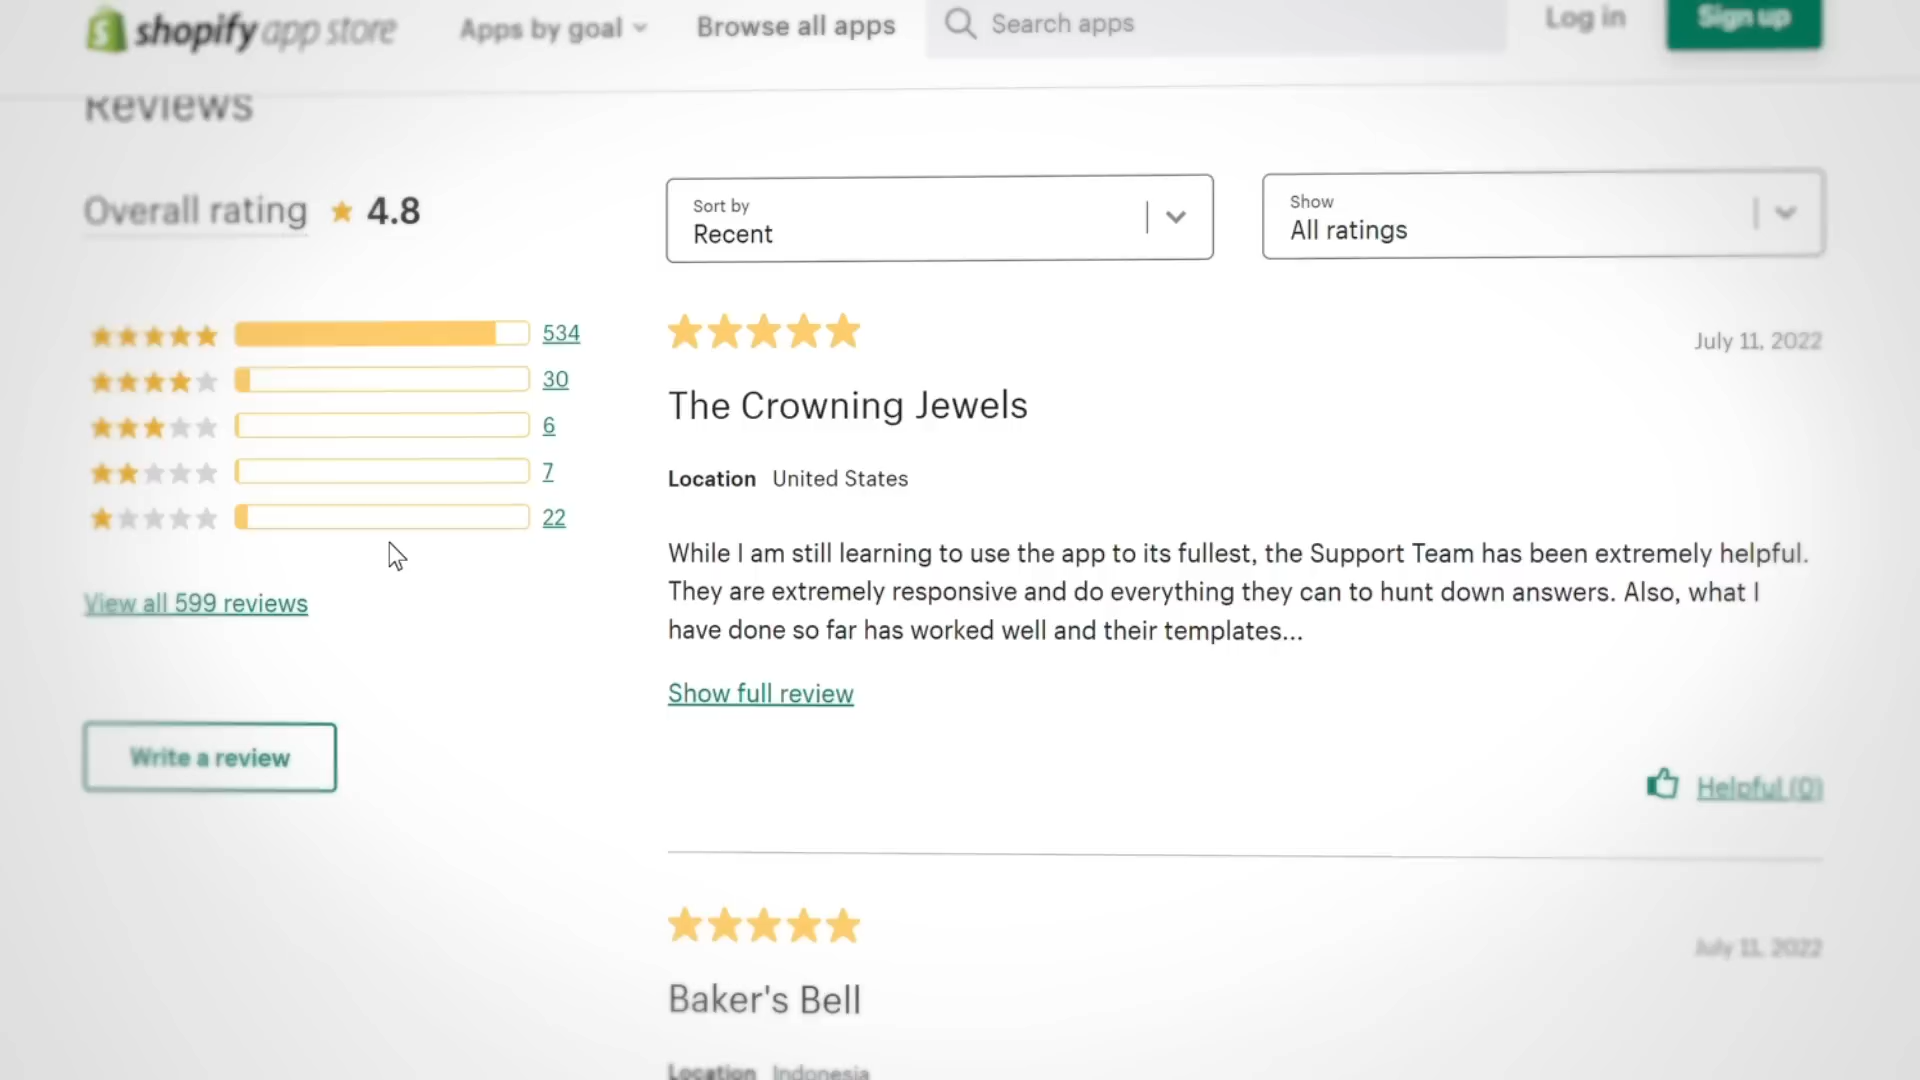 shopify app store
Apps by goal
Browse all apps
Search apps
Log in
Sign up
Reviews
Overall rating 4.8
Sort by
Recent
Show
All ratings
534
30
6
7
22
View all 599 reviews
Write a review
July 11, 2022
The Crowning Jewels
Location United States
While I am still learning to use the app to its fullest, the Support Team has been extremely helpful.
They are extremely responsive and do everything they can to hunt down answers. Also, what I
have done so far has worked well and their templates...
Show full review
Helpful (0)
July 11, 2022
Baker's Bell
Location Indonesia